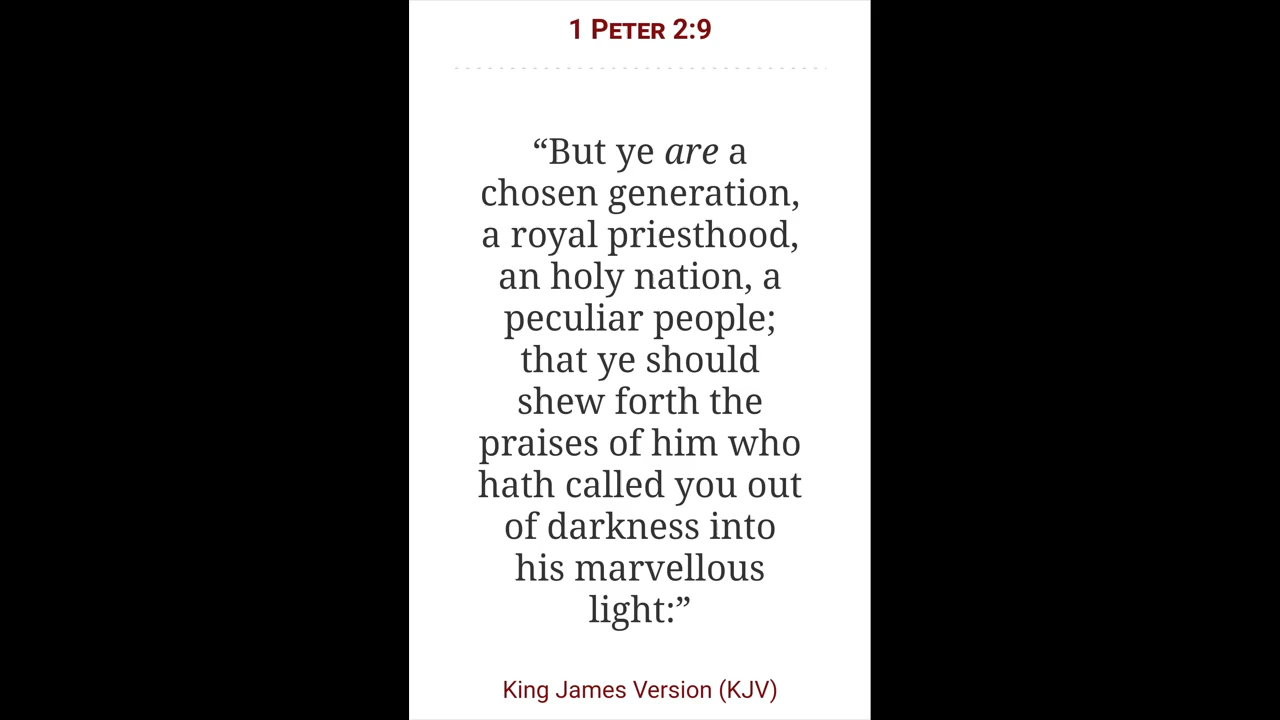 1 PETER 2:9
“But ye are a
chosen generation,
a royal priesthood,
an holy nation, a
peculiar people;
that ye should
shew forth the
praises of him who
hath called you out
of darkness into
his marvellous
light:”
King James Version (KJV)